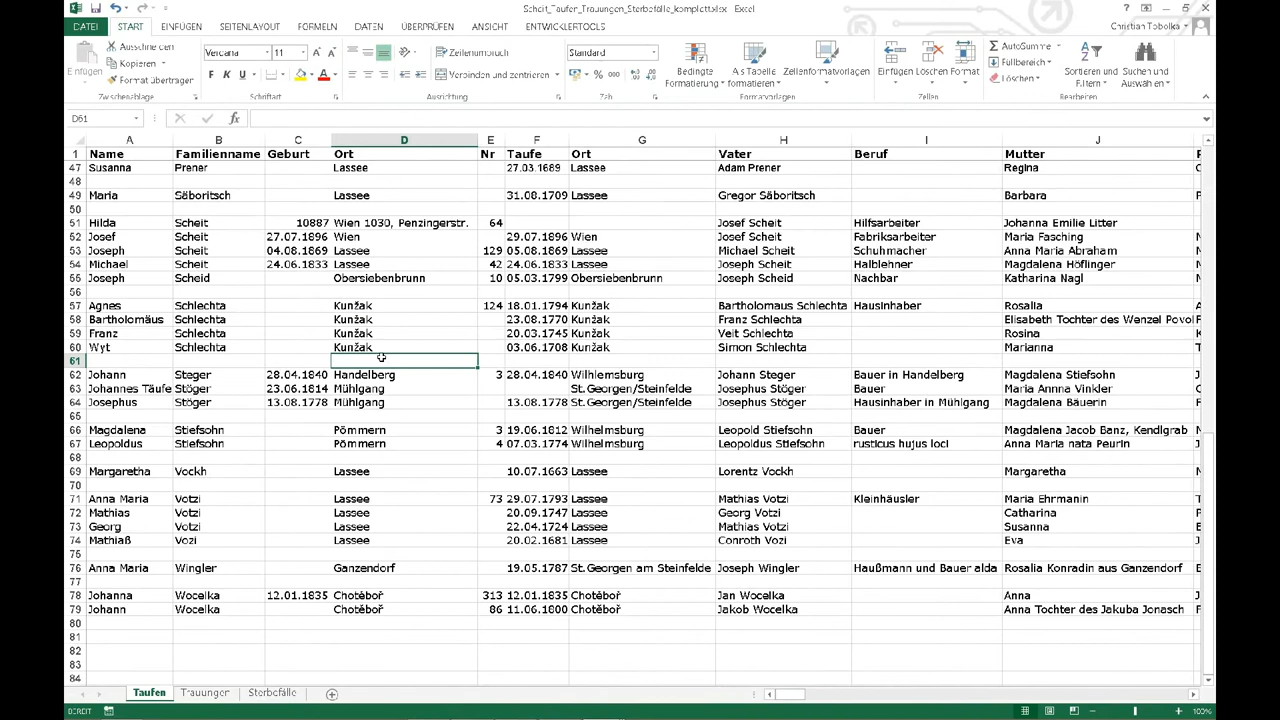 Scheit_Taufen_Trauungen_Sterbefälle_komplett.xlsx - Excel
DATEI START EINFÜGEN SEITENLAYOUT FORMELN DATEN ÜBERPRÜFEN ANSICHT ENTWICKLERTOOLS Christian Tobolka
Einfügen Ausschneiden Kopieren Format übertragen Zwischenablage
Verdana 11 F K U Schriftart
Zeilenumbruch Verbinden und zentrieren Ausrichtung
Standard % 000 Zahl
Bedingte Formatierung Als Tabelle formatieren Zellenformatvorlagen Formatvorlagen
Einfügen Löschen Format Zellen
AutoSumme Füllbereich Löschen Sortieren und Filtern Suchen und Auswählen Bearbeiten
D61 fx
A B C D E F G H I J
1 Name Familienname Geburt Ort Nr Taufe Ort Vater Beruf Mutter
47 Susanna Prener Lassee 27.03.1689 Lassee Adam Prener Regina
48
49 Maria Säboritsch Lassee 31.08.1709 Lassee Gregor Säboritsch Barbara
50
51 Hilda Scheit 10887 Wien 1030, Penzingerstr. 64 Josef Scheit Hilfsarbeiter Johanna Emilie Litter
52 Josef Scheit 27.07.1896 Wien 29.07.1896 Wien Josef Scheit Fabriksarbeiter Maria Fasching
53 Joseph Scheit 04.08.1869 Lassee 129 05.08.1869 Lassee Michael Scheit Schuhmacher Anna Maria Abraham
54 Michael Scheit 24.06.1833 Lassee 42 24.06.1833 Lassee Joseph Scheit Halblehner Magdalena Höflinger
55 Joseph Scheid Obersiebenbrunn 10 05.03.1799 Obersiebenbrunn Joseph Scheid Nachbar Katharina Nagl
56
57 Agnes Schlechta Kunžak 124 18.01.1794 Kunžak Bartholomaus Schlechta Hausinhaber Rosalia
58 Bartholomäus Schlechta Kunžak 23.08.1770 Kunžak Franz Schlechta Elisabeth Tochter des Wenzel Povol
59 Franz Schlechta Kunžak 20.03.1745 Kunžak Veit Schlechta Rosina
60 Wyt Schlechta Kunžak 03.06.1708 Kunžak Simon Schlechta Marianna
61
62 Johann Steger 28.04.1840 Handelberg 3 28.04.1840 Wilhlemsburg Johann Steger Bauer in Handelberg Magdalena Stiefsohn
63 Johannes Täufe Stöger 23.06.1814 Mühlgang St.Georgen/Steinfelde Josephus Stöger Bauer Maria Annna Vinkler
64 Josephus Stöger 13.08.1778 Mühlgang 13.08.1778 St.Georgen/Steinfelde Josephus Stöger Hausinhaber in Mühlgang Magdalena Bäuerin
65
66 Magdalena Stiefsohn Pömmern 3 19.06.1812 Wilhelmsburg Leopold Stiefsohn Bauer Magdalena Jacob Banz, Kendlgrab
67 Leopoldus Stiefsohn Pömmern 4 07.03.1774 Wilhelmsburg Leopoldus Stiefsohn rusticus hujus loci Anna Maria nata Peurin
68
69 Margaretha Vockh Lassee 10.07.1663 Lassee Lorentz Vockh Margaretha
70
71 Anna Maria Votzi Lassee 73 29.07.1793 Lassee Mathias Votzi Kleinhäusler Maria Ehrmanin
72 Mathias Votzi Lassee 20.09.1747 Lassee Georg Votzi Catharina
73 Georg Votzi Lassee 22.04.1724 Lassee Mathias Votzi Susanna
74 Mathiaß Vozi Lassee 20.02.1681 Lassee Conroth Vozi Eva
75
76 Anna Maria Wingler Ganzendorf 19.05.1787 St.Georgen am Steinfelde Joseph Wingler Haußmann und Bauer alda Rosalia Konradin aus Ganzendorf
77
78 Johanna Wocelka 12.01.1835 Chotěboř 313 12.01.1835 Chotěboř Jan Wocelka Anna
79 Johann Wocelka Chotěboř 86 11.06.1800 Chotěboř Jakob Wocelka Anna Tochter des Jakuba Jonasch
80
81
82
83
84
Taufen Trauungen Sterbefälle
BEREIT 100%